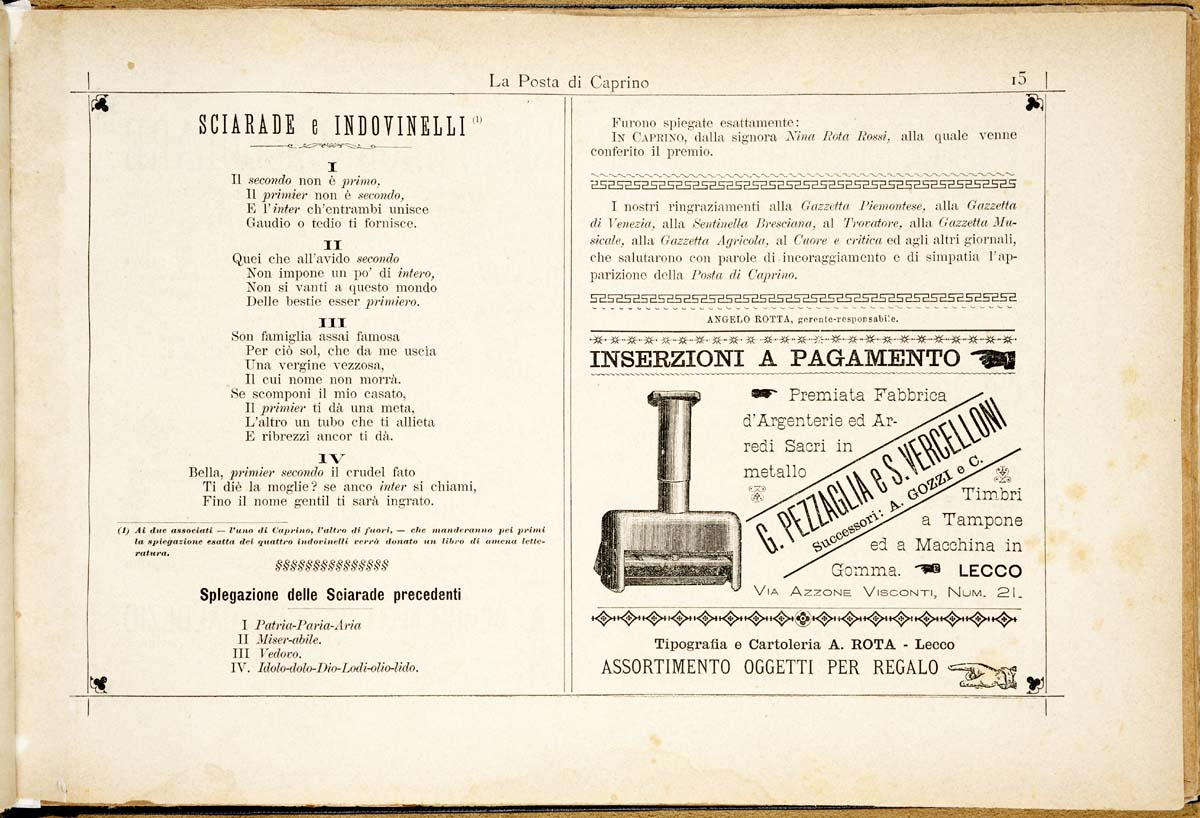 La Posta di Caprino
15
SCIARADE e INDOVINELLI (1)
I
Il secondo non è primo,
Il primier non è secondo,
E l'inter ch'entrambi unisce
Gaudio o tedio ti fornisce.
II
Quei che all'avido secondo
Non impone un po' di intero,
Non si vanti a questo mondo
Delle bestie esser primiero.
III
Son famiglia assai famosa
Per ciò sol, che da me uscia
Una vergine vezzosa,
Il cui nome non morrà.
Se scomponi il mio casato,
Il primier ti dà una meta,
L'altro un tubo che ti allieta
E ribrezzi ancor ti dà.
IV
Bella, primier secondo il crudel fato
Ti diè la moglie? se anco inter si chiami,
Fino il nome gentil ti sarà ingrato.
(1) Ai due associati — l'uno di Caprino, l'altro di fuori, — che manderanno pei primi
la spiegazione esatta dei quattro indovinelli verrà donato un libro di amena lette-
ratura.
§§§§§§§§§§§§§§§
Splegazione delle Sciarade precedenti
I Patria-Paria-Aria
II Miser-abile.
III Vedovo.
IV. Idolo-dolo-Dio-Lodi-olio-lido.
Furono spiegate esattamente:
IN CAPRINO, dalla signora Nina Rota Rossi, alla quale venne
conferito il premio.
I nostri ringraziamenti alla Gazzetta Piemontese, alla Gazzetta
di Venezia, alla Sentinella Bresciana, al Trovatore, alla Gazzetta Mu-
sicale, alla Gazzetta Agricola, al Cuore e critica ed agli altri giornali,
che salutarono con parole di incoraggiamento e di simpatia l'ap-
parizione della Posta di Caprino.
ANGELO ROTTA, gerente-responsabile.
INSERZIONI A PAGAMENTO
Premiata Fabbrica
d'Argenterie ed Ar-
redi Sacri in
metallo
G. PEZZAGLIA e S. VERCELLONI
Successori: A. GOZZI e C.
Timbri
a Tampone
ed a Macchina in
Gomma. LECCO
VIA AZZONE VISCONTI, NUM. 21.
Tipografia e Cartoleria A. ROTA - Lecco
ASSORTIMENTO OGGETTI PER REGALO